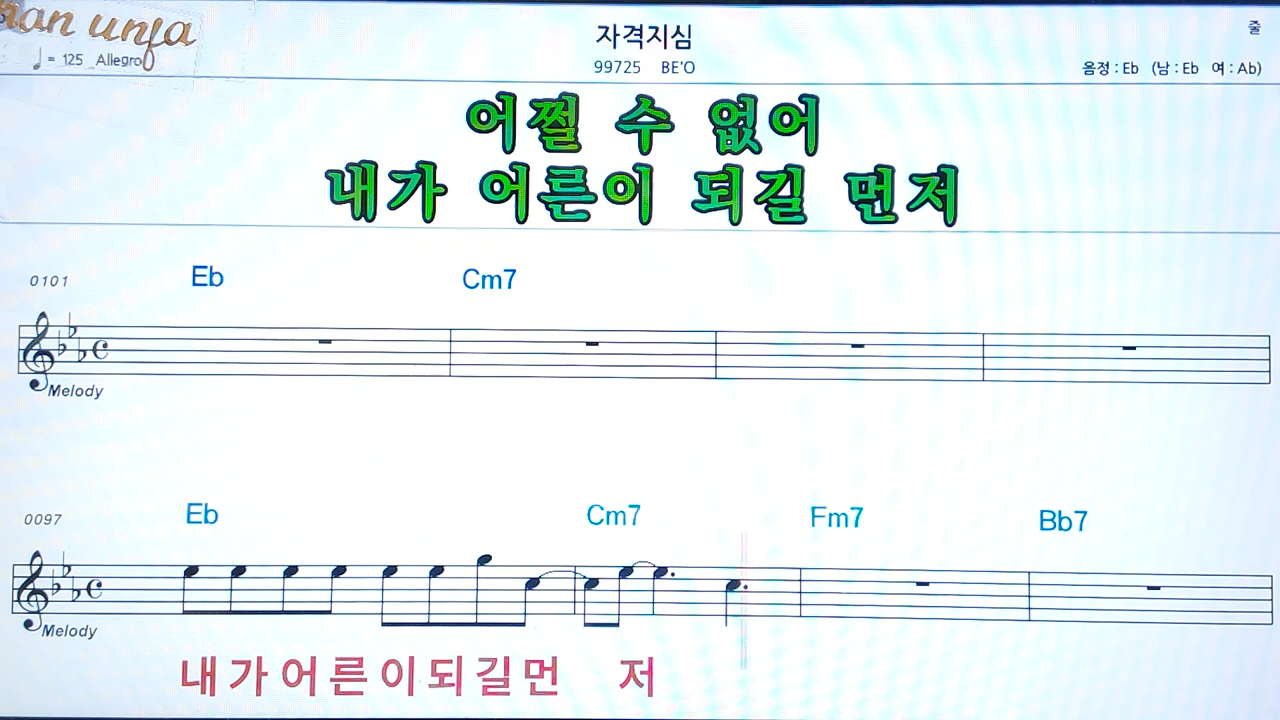 unfa
자격지심
줄
♩ = 125 Allegro
99725 BE'O
음정 : Eb (남 : Eb 여 : Ab)
어쩔 수 없어
내가 어른이 되길 먼저
0101 Eb Cm7
Melody
0097 Eb Cm7 Fm7 Bb7
Melody
내가어른이되길먼 저